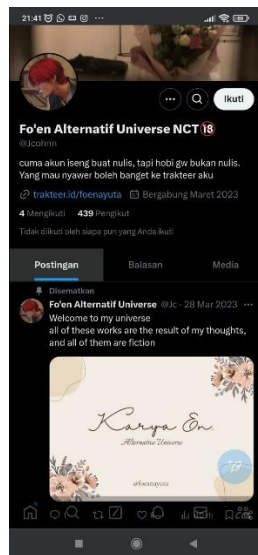 21:41
Ikuti
Fo'en Alternatif Universe NCT🔞
@Jcohnn
cuma akun iseng buat nulis, tapi hobi gw bukan nulis.
Yang mau nyawer boleh banget ke trakteer aku
trakteer.id/foenayuta Bergabung Maret 2023
4 Mengikuti 439 Pengikut
Tidak diikuti oleh siapa pun yang Anda ikuti
Postingan Balasan Media
Disematkan
Fo'en Alternatif Universe @Jc · 28 Mar 2023
Welcome to my universe
all of these works are the result of my thoughts,
and all of them are fiction
Karya En.
Alternative Universe